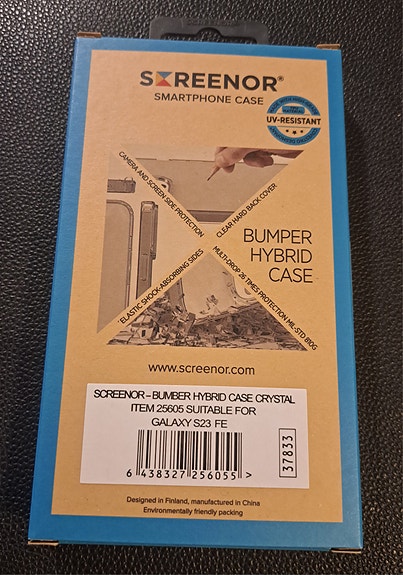 SCREENOR®
SMARTPHONE CASE
UV-RESISTANT
CAMERA AND SCREEN SIDE PROTECTION
CLEAR HARD BACK COVER
BUMPER
HYBRID
CASE
ELASTIC SHOCK-ABSORBING SIDES
MULTI-DROP 26 TIMES PROTECTION MIL-STD 810G
www.screenor.com
SCREENOR – BUMPER HYBRID CASE CRYSTAL
ITEM 25605 SUITABLE FOR
GALAXY S23 FE
6 438327 256055 >
37833
Designed in Finland, manufactured in China
Environmentally friendly packing